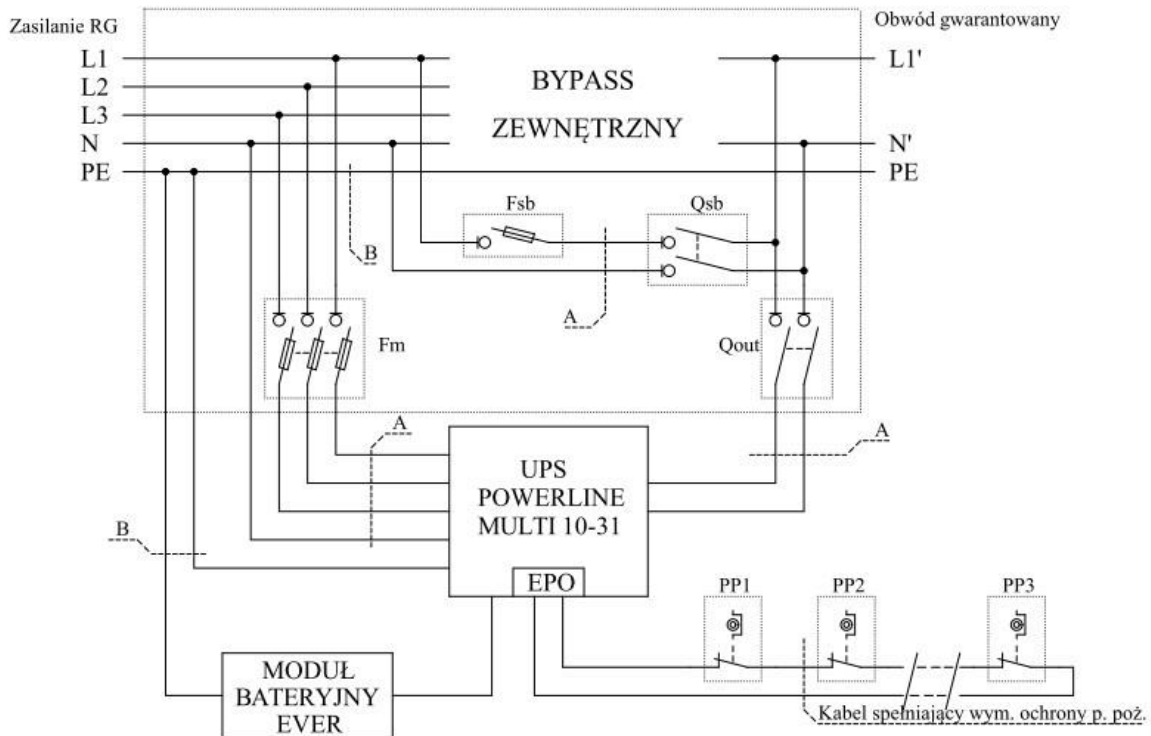 Zasilanie RG
Obwód gwarantowany
L1
L1'
L2
BYPASS
L3
ZEWNĘTRZNY
N
N'
PE
PE
Fsb
Qsb
B
A
Fm
Qout
A
A
UPS
POWERLINE
MULTI 10-31
B
EPO
PP1
PP2
PP3
MODUŁ
BATERYJNY
EVER
Kabel spełniający wym. ochrony p. poż.